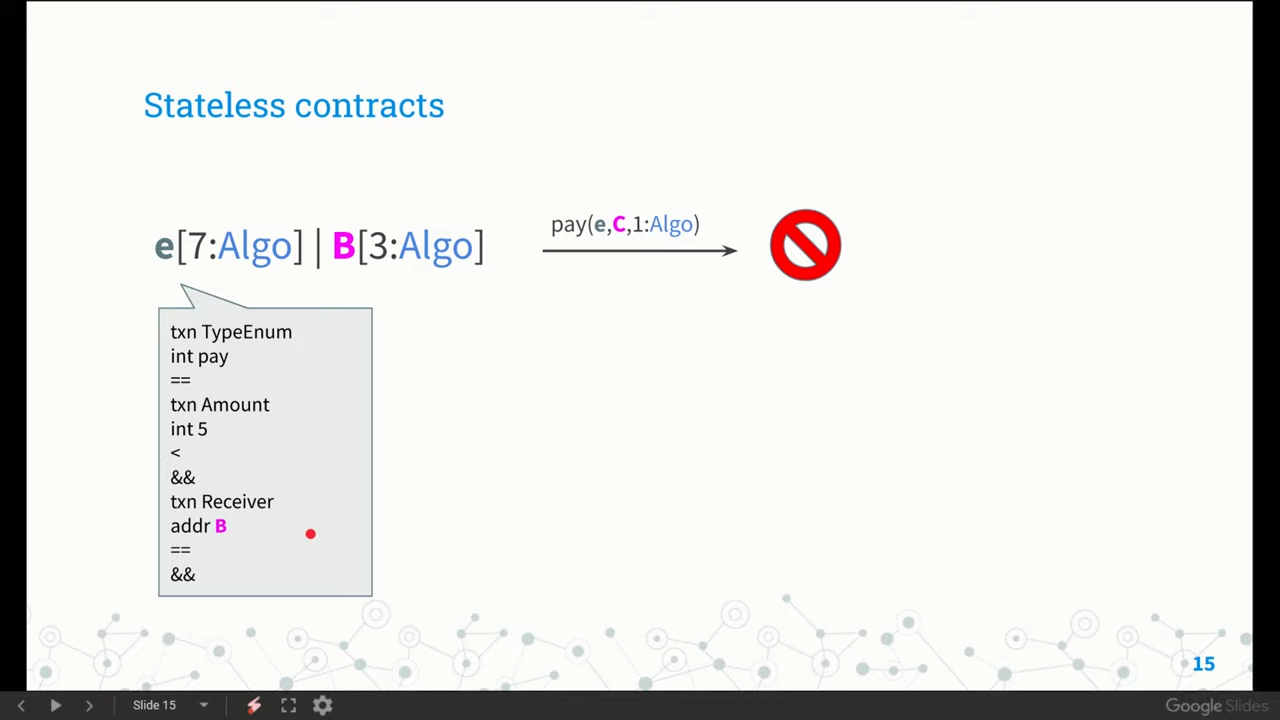 Stateless contracts
pay(e,C,1:Algo)
e[7:Algo] | B[3:Algo]
txn TypeEnum
int pay
==
txn Amount
int 5
<
&&
txn Receiver
addr B
==
&&
15
Slide 15
Google Slides